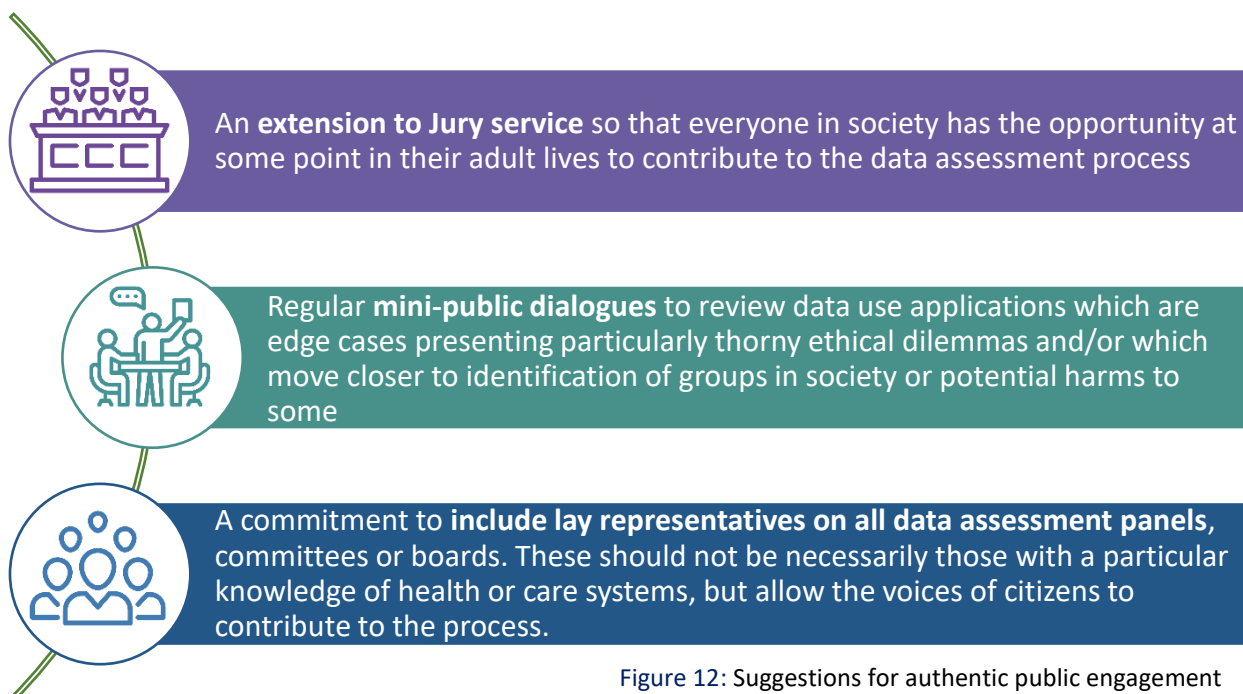 An extension to Jury service so that everyone in society has the opportunity at
some point in their adult lives to contribute to the data assessment process
Regular mini-public dialogues to review data use applications which are
edge cases presenting particularly thorny ethical dilemmas and/or which
move closer to identification of groups in society or potential harms to
some
A commitment to include lay representatives on all data assessment panels,
committees or boards. These should not be necessarily those with a particular
knowledge of health or care systems, but allow the voices of citizens to
contribute to the process.
Figure 12: Suggestions for authentic public engagement